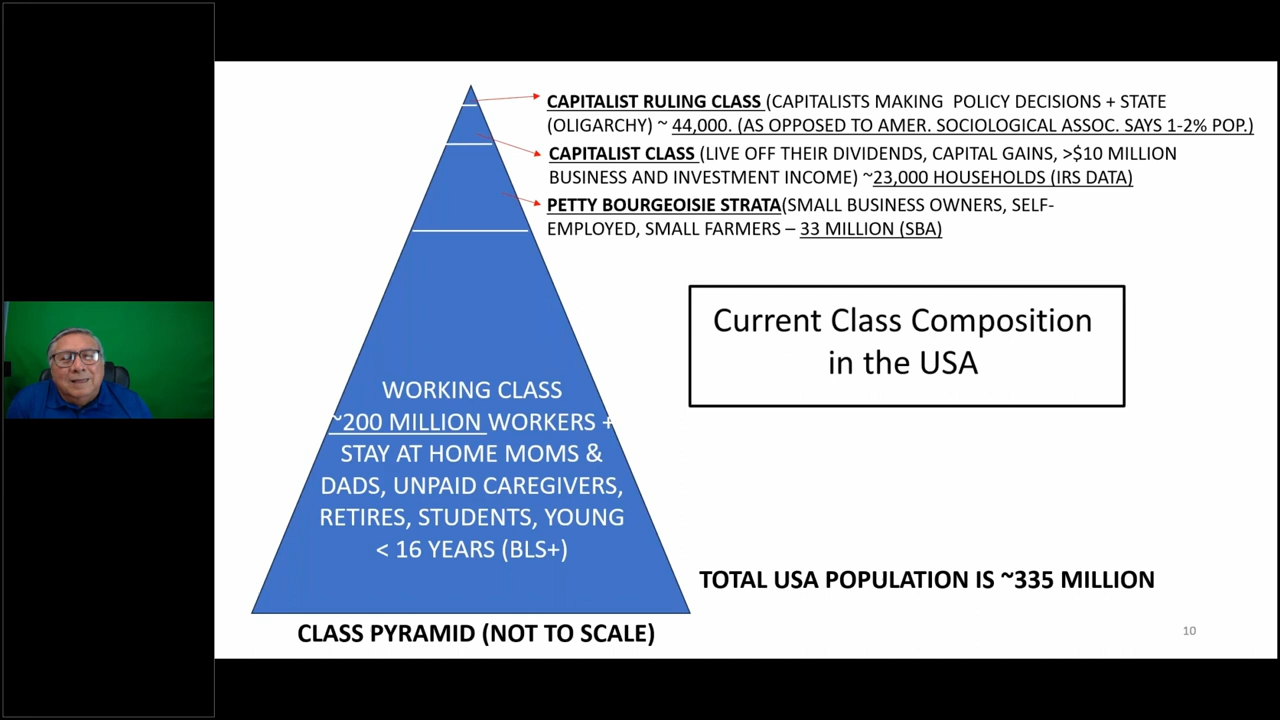 CAPITALIST RULING CLASS (CAPITALISTS MAKING POLICY DECISIONS + STATE
(OLIGARCHY) ~ 44,000. (AS OPPOSED TO AMER. SOCIOLOGICAL ASSOC. SAYS 1-2% POP.)
CAPITALIST CLASS (LIVE OFF THEIR DIVIDENDS, CAPITAL GAINS, >$10 MILLION
BUSINESS AND INVESTMENT INCOME) ~23,000 HOUSEHOLDS (IRS DATA)
PETTY BOURGEOISIE STRATA(SMALL BUSINESS OWNERS, SELF-
EMPLOYED, SMALL FARMERS – 33 MILLION (SBA)
Current Class Composition
in the USA
WORKING CLASS
~200 MILLION WORKERS +
STAY AT HOME MOMS &
DADS, UNPAID CAREGIVERS,
RETIRES, STUDENTS, YOUNG
< 16 YEARS (BLS+)
TOTAL USA POPULATION IS ~335 MILLION
CLASS PYRAMID (NOT TO SCALE)
10